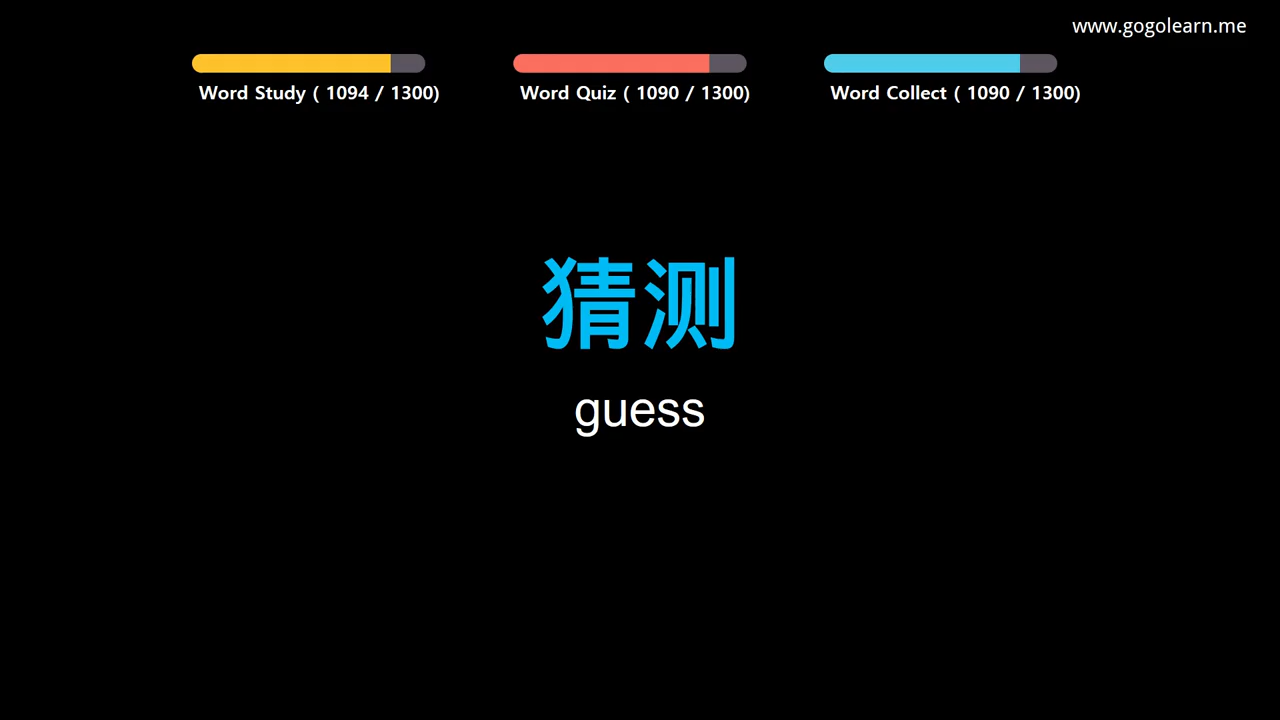 www.gogolearn.me
Word Study ( 1094 / 1300)
Word Quiz ( 1090 / 1300)
Word Collect ( 1090 / 1300)
猜测
guess